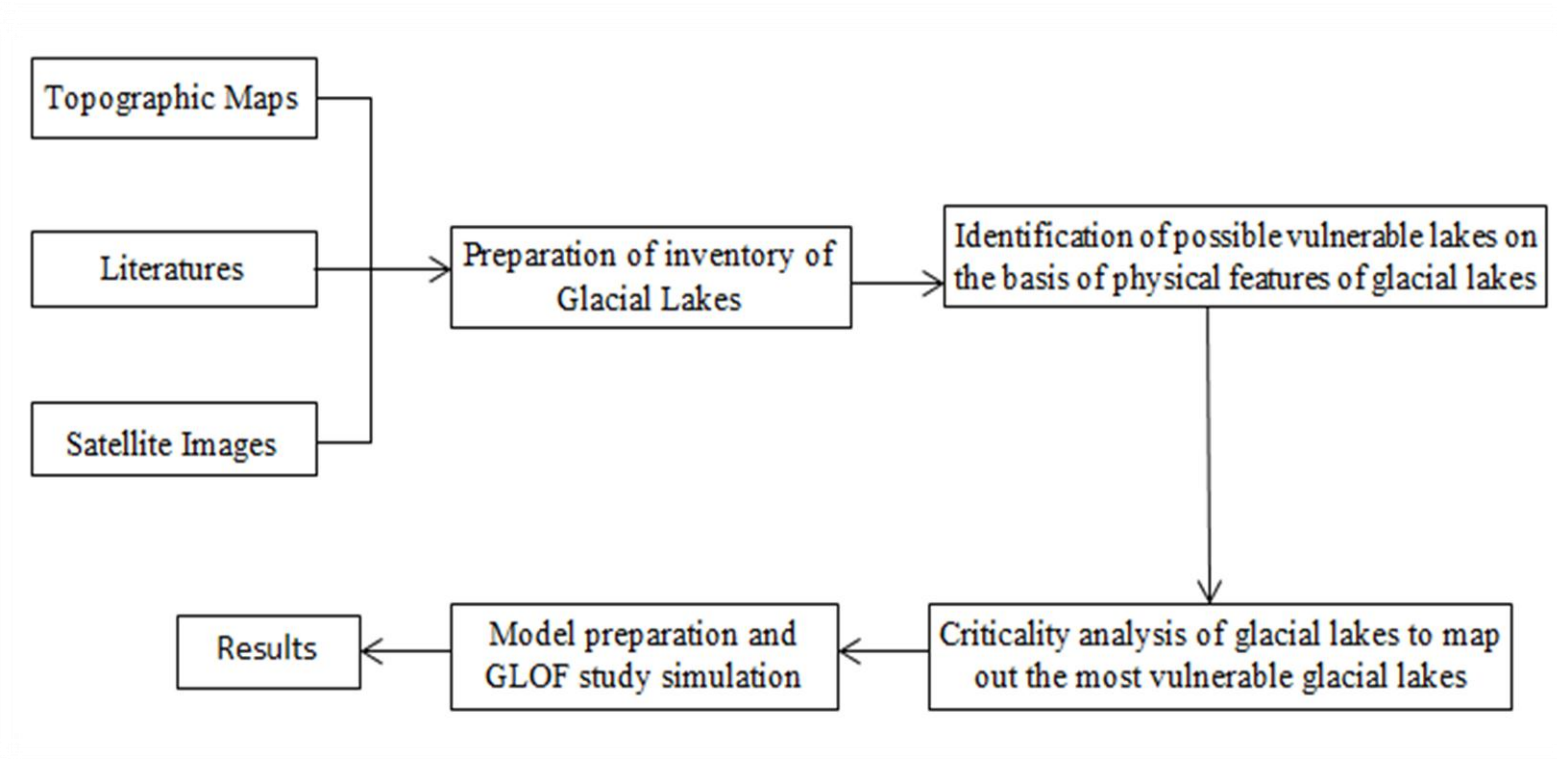 Topographic Maps
Literatures
Satellite Images
Preparation of inventory of
Glacial Lakes
Identification of possible vulnerable lakes on
the basis of physical features of glacial lakes
Criticality analysis of glacial lakes to map
out the most vulnerable glacial lakes
Model preparation and
GLOF study simulation
Results